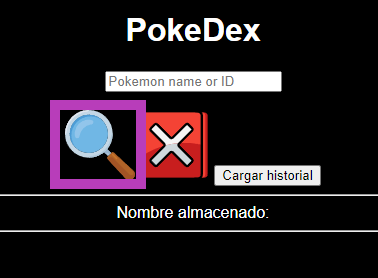 PokeDex
Pokemon name or ID
Cargar historial
Nombre almacenado: